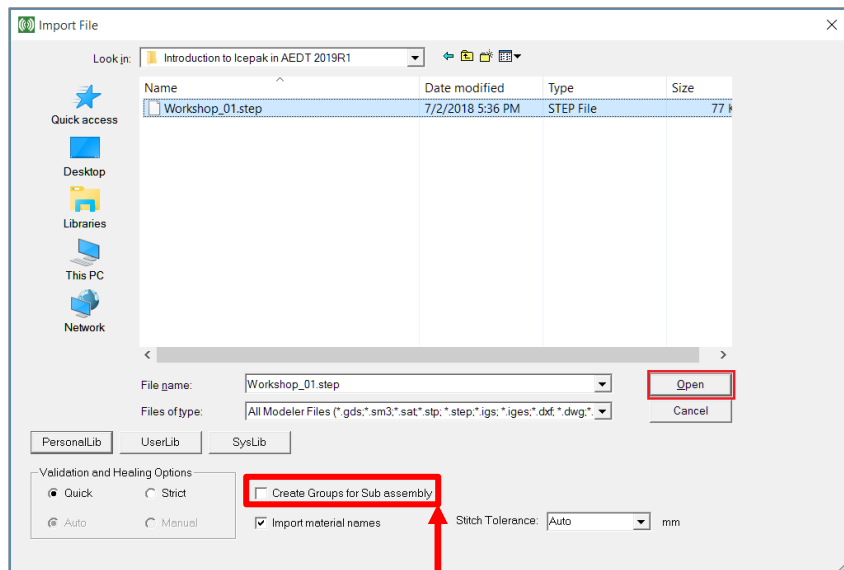 Import File
Look in: Introduction to Icepak in AEDT 2019R1
Name Date modified Type Size
Workshop_01.step 7/2/2018 5:36 PM STEP File 77 K
Quick access
Desktop
Libraries
This PC
Network
File name: Workshop_01.step Open
Files of type: All Modeler Files (*.gds;*.sm3;*.sat;*.stp; *.step;*.igs; *.iges;*.dxf; *.dwg;*. Cancel
PersonalLib UserLib SysLib
Validation and Healing Options
Quick Strict Create Groups for Sub assembly
Auto Manual Import material names Stitch Tolerance: Auto mm